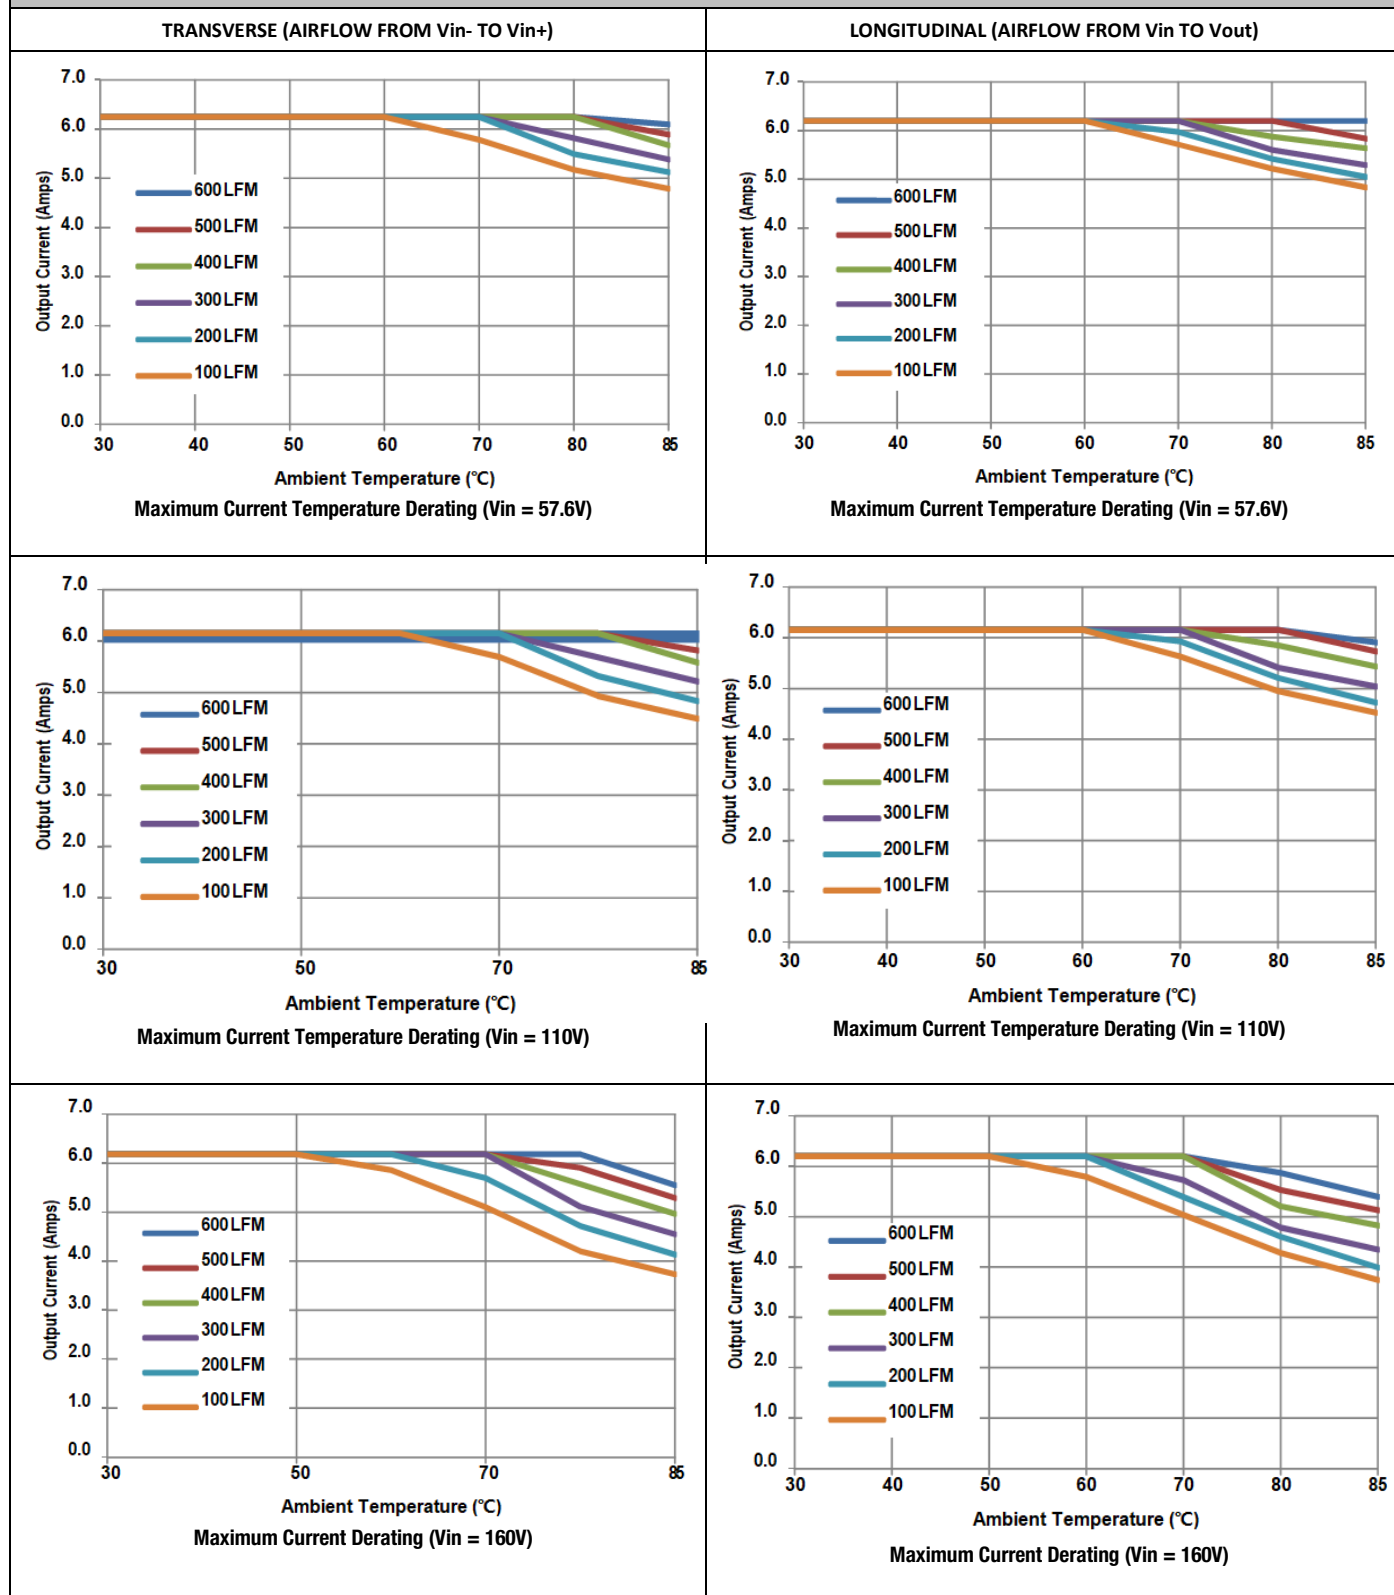 TRANSVERSE (AIRFLOW FROM Vin- TO Vin+)
LONGITUDINAL (AIRFLOW FROM Vin TO Vout)
7.0
6.0
5.0
4.0
3.0
2.0
1.0
0.0
Output Current (Amps)
600 LFM
500 LFM
400 LFM
300 LFM
200 LFM
100 LFM
30 40 50 60 70 80 85
Ambient Temperature (℃)
Maximum Current Temperature Derating (Vin = 57.6V)
7.0
6.0
5.0
4.0
3.0
2.0
1.0
0.0
Output Current (Amps)
600 LFM
500 LFM
400 LFM
300 LFM
200 LFM
100 LFM
30 40 50 60 70 80 85
Ambient Temperature (℃)
Maximum Current Temperature Derating (Vin = 57.6V)
7.0
6.0
5.0
4.0
3.0
2.0
1.0
0.0
Output Current (Amps)
600 LFM
500 LFM
400 LFM
300 LFM
200 LFM
100 LFM
30 50 70 85
Ambient Temperature (℃)
Maximum Current Temperature Derating (Vin = 110V)
7.0
6.0
5.0
4.0
3.0
2.0
1.0
0.0
Output Current (Amps)
600 LFM
500 LFM
400 LFM
300 LFM
200 LFM
100 LFM
30 40 50 60 70 80 85
Ambient Temperature (℃)
Maximum Current Temperature Derating (Vin = 110V)
7.0
6.0
5.0
4.0
3.0
2.0
1.0
0.0
Output Current (Amps)
600 LFM
500 LFM
400 LFM
300 LFM
200 LFM
100 LFM
30 50 70 85
Ambient Temperature (℃)
Maximum Current Derating (Vin = 160V)
7.0
6.0
5.0
4.0
3.0
2.0
1.0
0.0
Output Current (Amps)
600 LFM
500 LFM
400 LFM
300 LFM
200 LFM
100 LFM
30 40 50 60 70 80 85
Ambient Temperature (℃)
Maximum Current Derating (Vin = 160V)